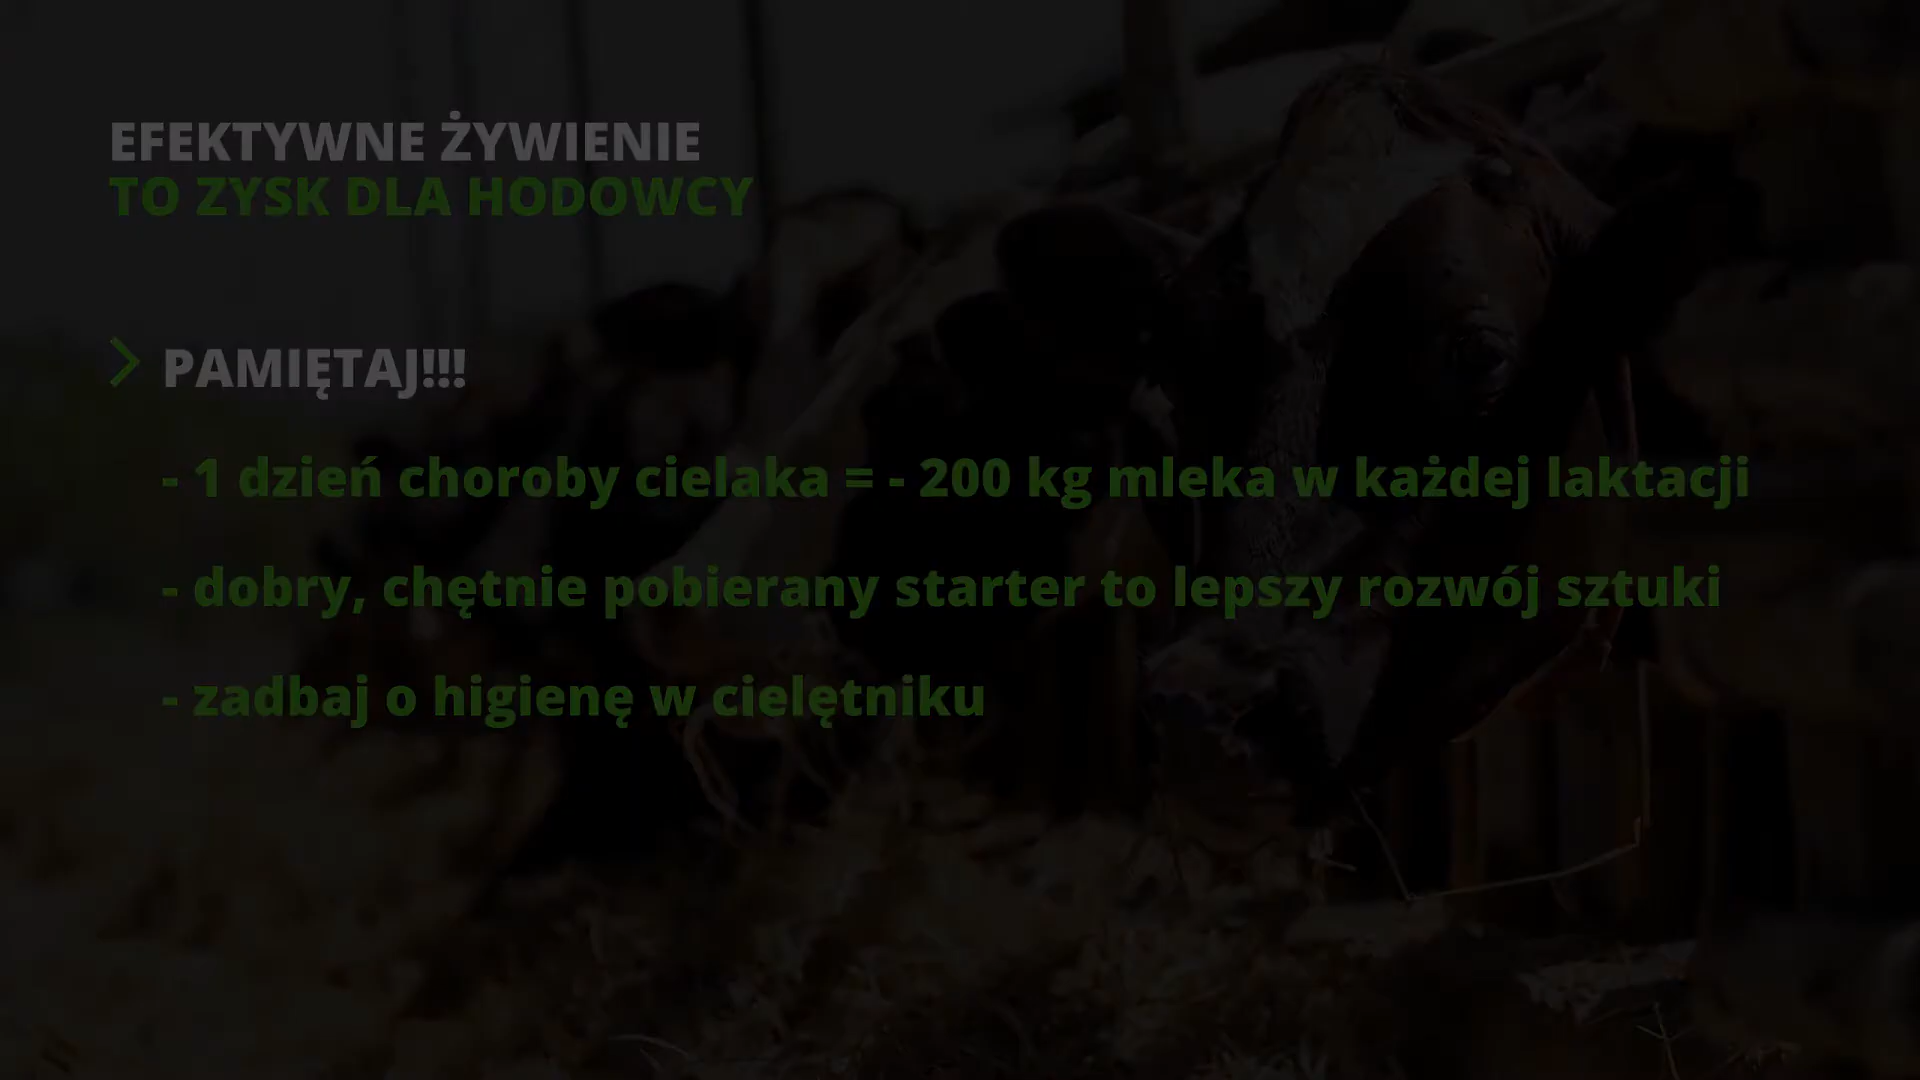 EFEKTYWNE ŻYWIENIE
TO ZYSK DLA HODOWCY
PAMIĘTAJ!!!
- 1 dzień choroby cielaka = - 200 kg mleka w każdej laktacji
- dobry, chętnie pobierany starter to lepszy rozwój sztuki
- zadbaj o higienę w cielętniku